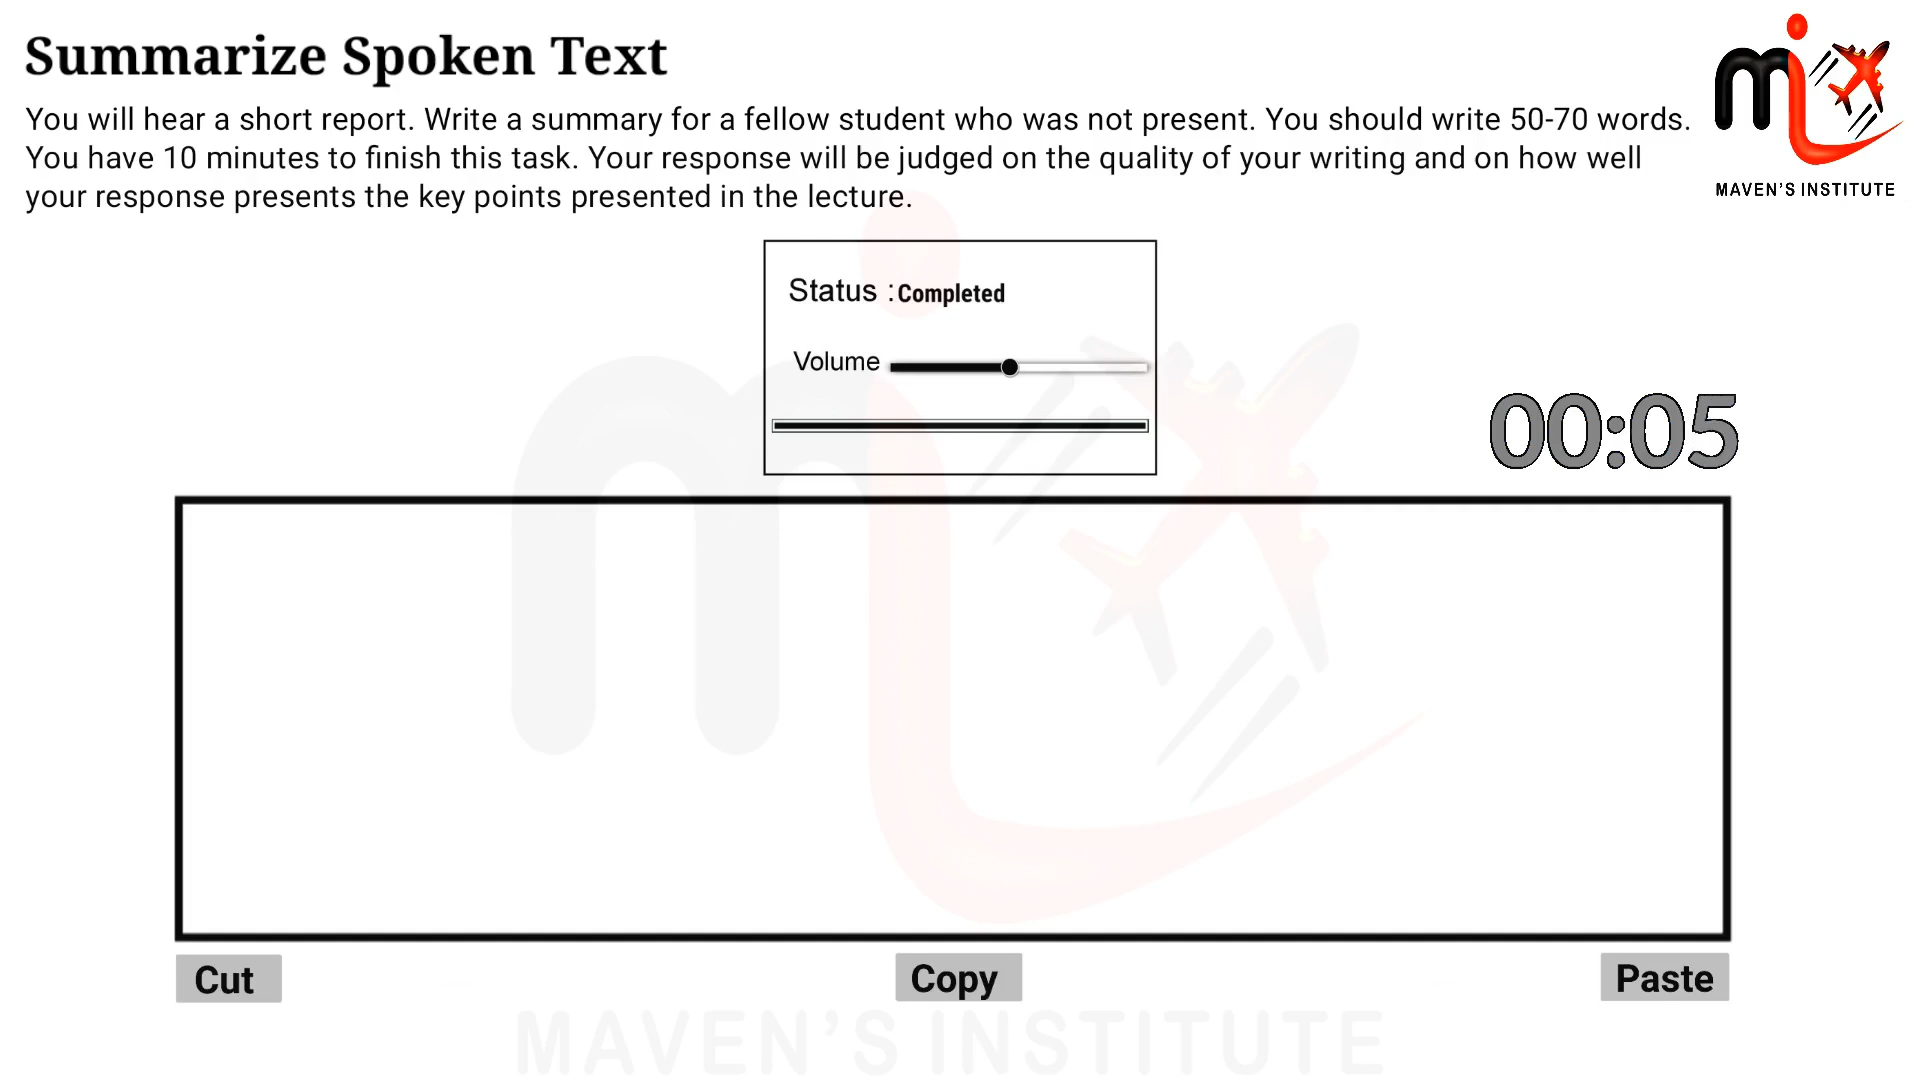 Summarize Spoken Text
You will hear a short report. Write a summary for a fellow student who was not present. You should write 50-70 words.
You have 10 minutes to finish this task. Your response will be judged on the quality of your writing and on how well
your response presents the key points presented in the lecture.
MAVEN'S INSTITUTE
Status : Completed
Volume
00:05
Cut
Copy
Paste
MAVEN'S INSTITUTE